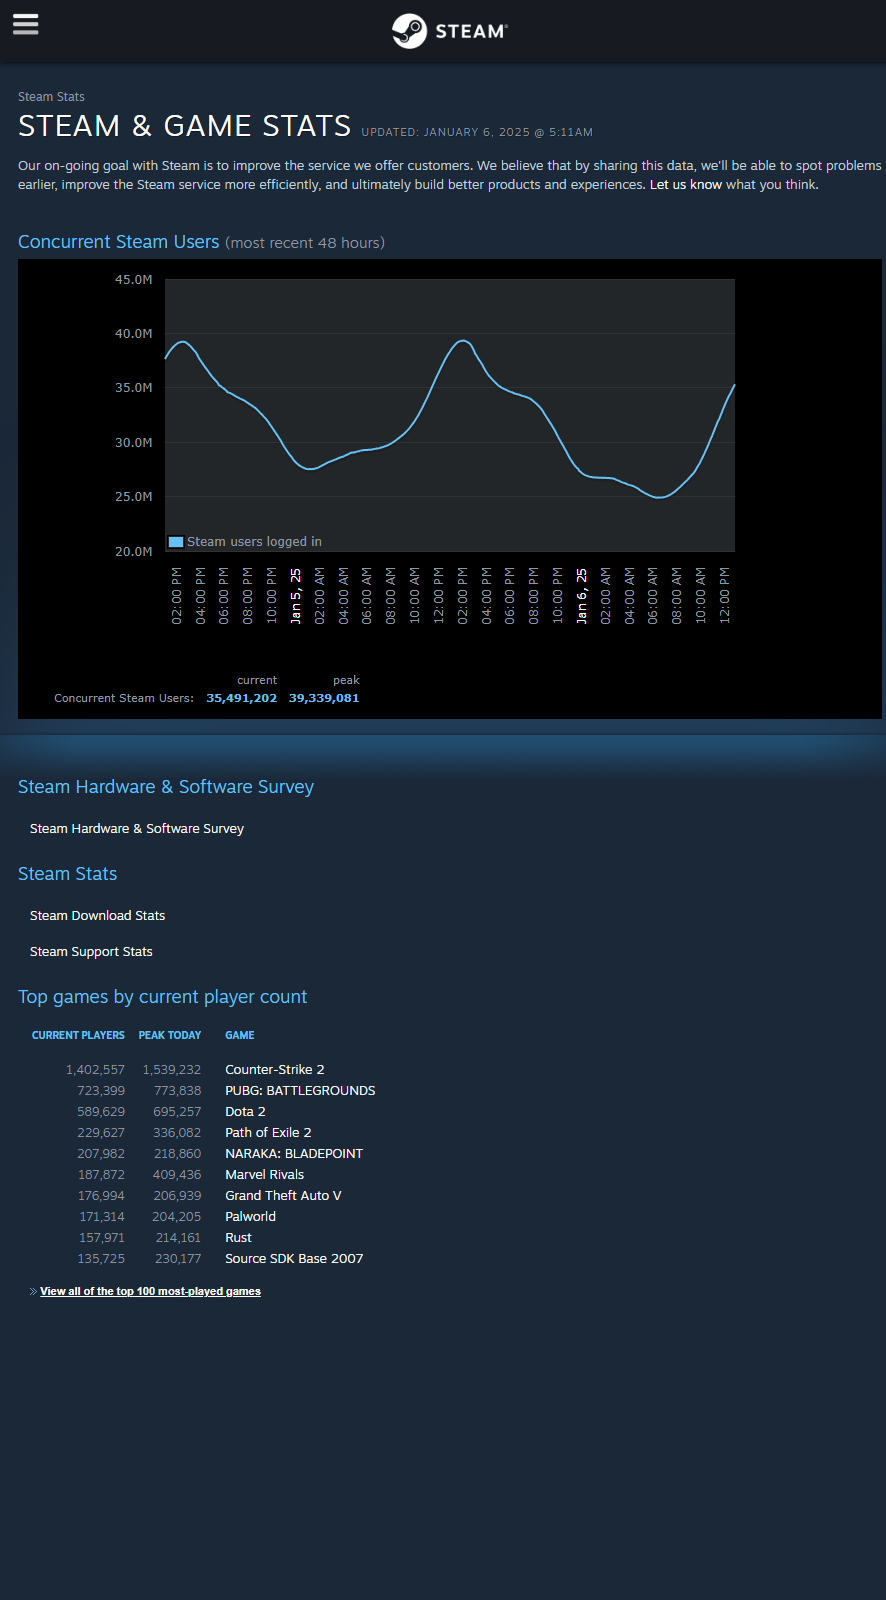 STEAM®
Steam Stats
STEAM & GAME STATS UPDATED: JANUARY 6, 2025 @ 5:11AM
Our on-going goal with Steam is to improve the service we offer customers. We believe that by sharing this data, we'll be able to spot problems
earlier, improve the Steam service more efficiently, and ultimately build better products and experiences. Let us know what you think.
Concurrent Steam Users (most recent 48 hours)
45.0M
40.0M
35.0M
30.0M
25.0M
20.0M
Steam users logged in
02:00 PM
04:00 PM
06:00 PM
08:00 PM
10:00 PM
Jan 5, 25
02:00 AM
04:00 AM
06:00 AM
08:00 AM
10:00 AM
12:00 PM
02:00 PM
04:00 PM
06:00 PM
08:00 PM
10:00 PM
Jan 6, 25
02:00 AM
04:00 AM
06:00 AM
08:00 AM
10:00 AM
12:00 PM
current peak
Concurrent Steam Users: 35,491,202 39,339,081
Steam Hardware & Software Survey
Steam Hardware & Software Survey
Steam Stats
Steam Download Stats
Steam Support Stats
Top games by current player count
CURRENT PLAYERS PEAK TODAY GAME
1,402,557 1,539,232 Counter-Strike 2
723,399 773,838 PUBG: BATTLEGROUNDS
589,629 695,257 Dota 2
229,627 336,082 Path of Exile 2
207,982 218,860 NARAKA: BLADEPOINT
187,872 409,436 Marvel Rivals
176,994 206,939 Grand Theft Auto V
171,314 204,205 Palworld
157,971 214,161 Rust
135,725 230,177 Source SDK Base 2007
» View all of the top 100 most-played games